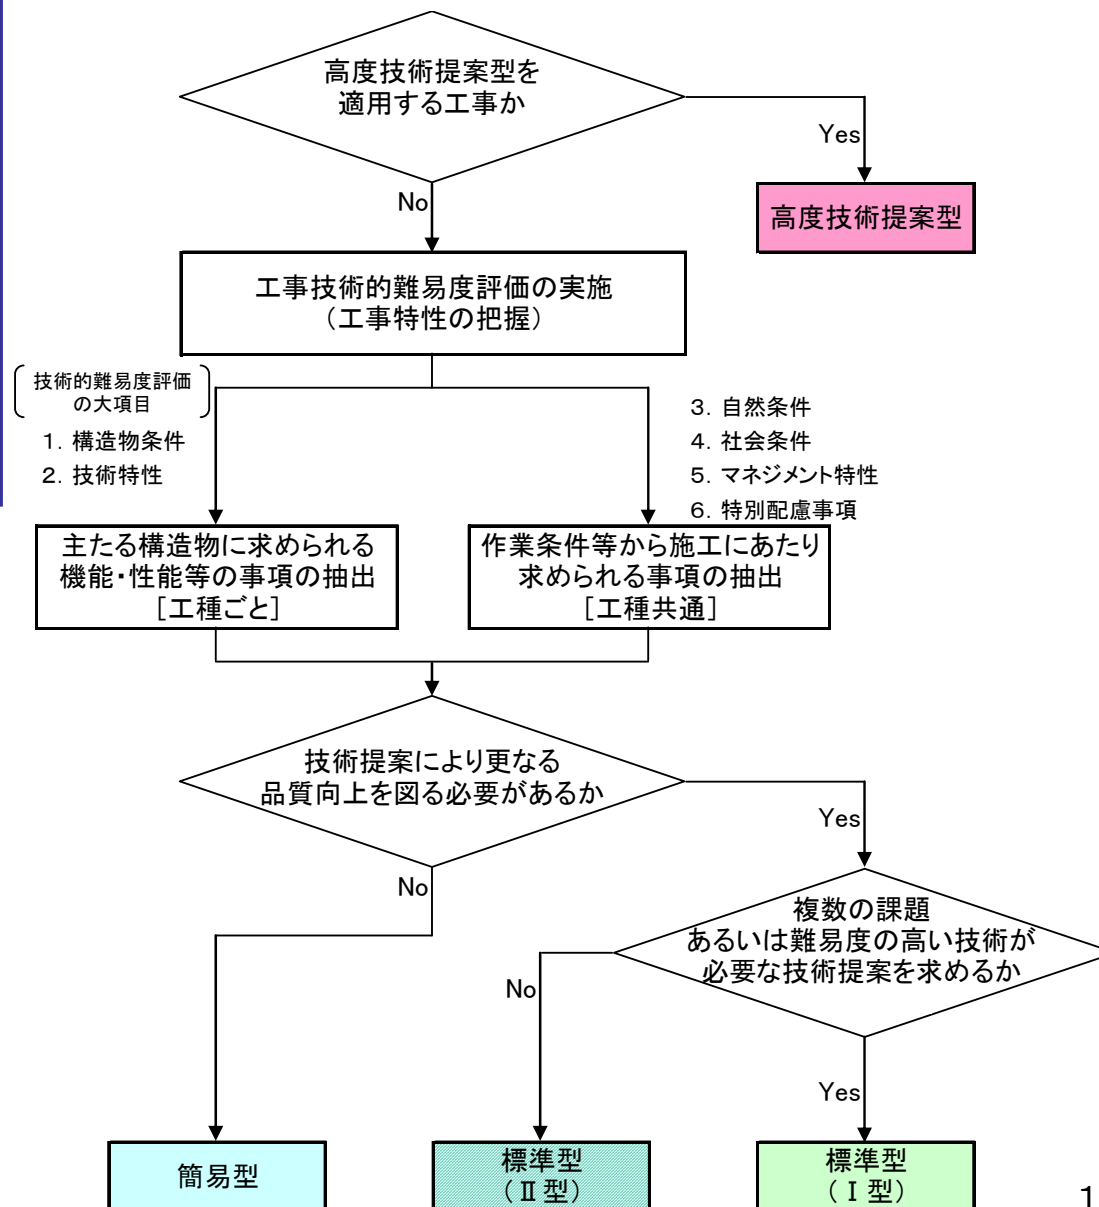 高度技術提案型を
適用する工事か
Yes
高度技術提案型
No
工事技術的難易度評価の実施
（工事特性の把握）
技術的難易度評価
の大項目
１．構造物条件
２．技術特性
３．自然条件
４．社会条件
５．マネジメント特性
６．特別配慮事項
主たる構造物に求められる
機能・性能等の事項の抽出
［工種ごと］
作業条件等から施工にあたり
求められる事項の抽出
［工種共通］
技術提案により更なる
品質向上を図る必要があるか
Yes
No
複数の課題
あるいは難易度の高い技術が
必要な技術提案を求めるか
No
Yes
簡易型
標準型
（Ⅱ型）
標準型
（Ⅰ型）
1